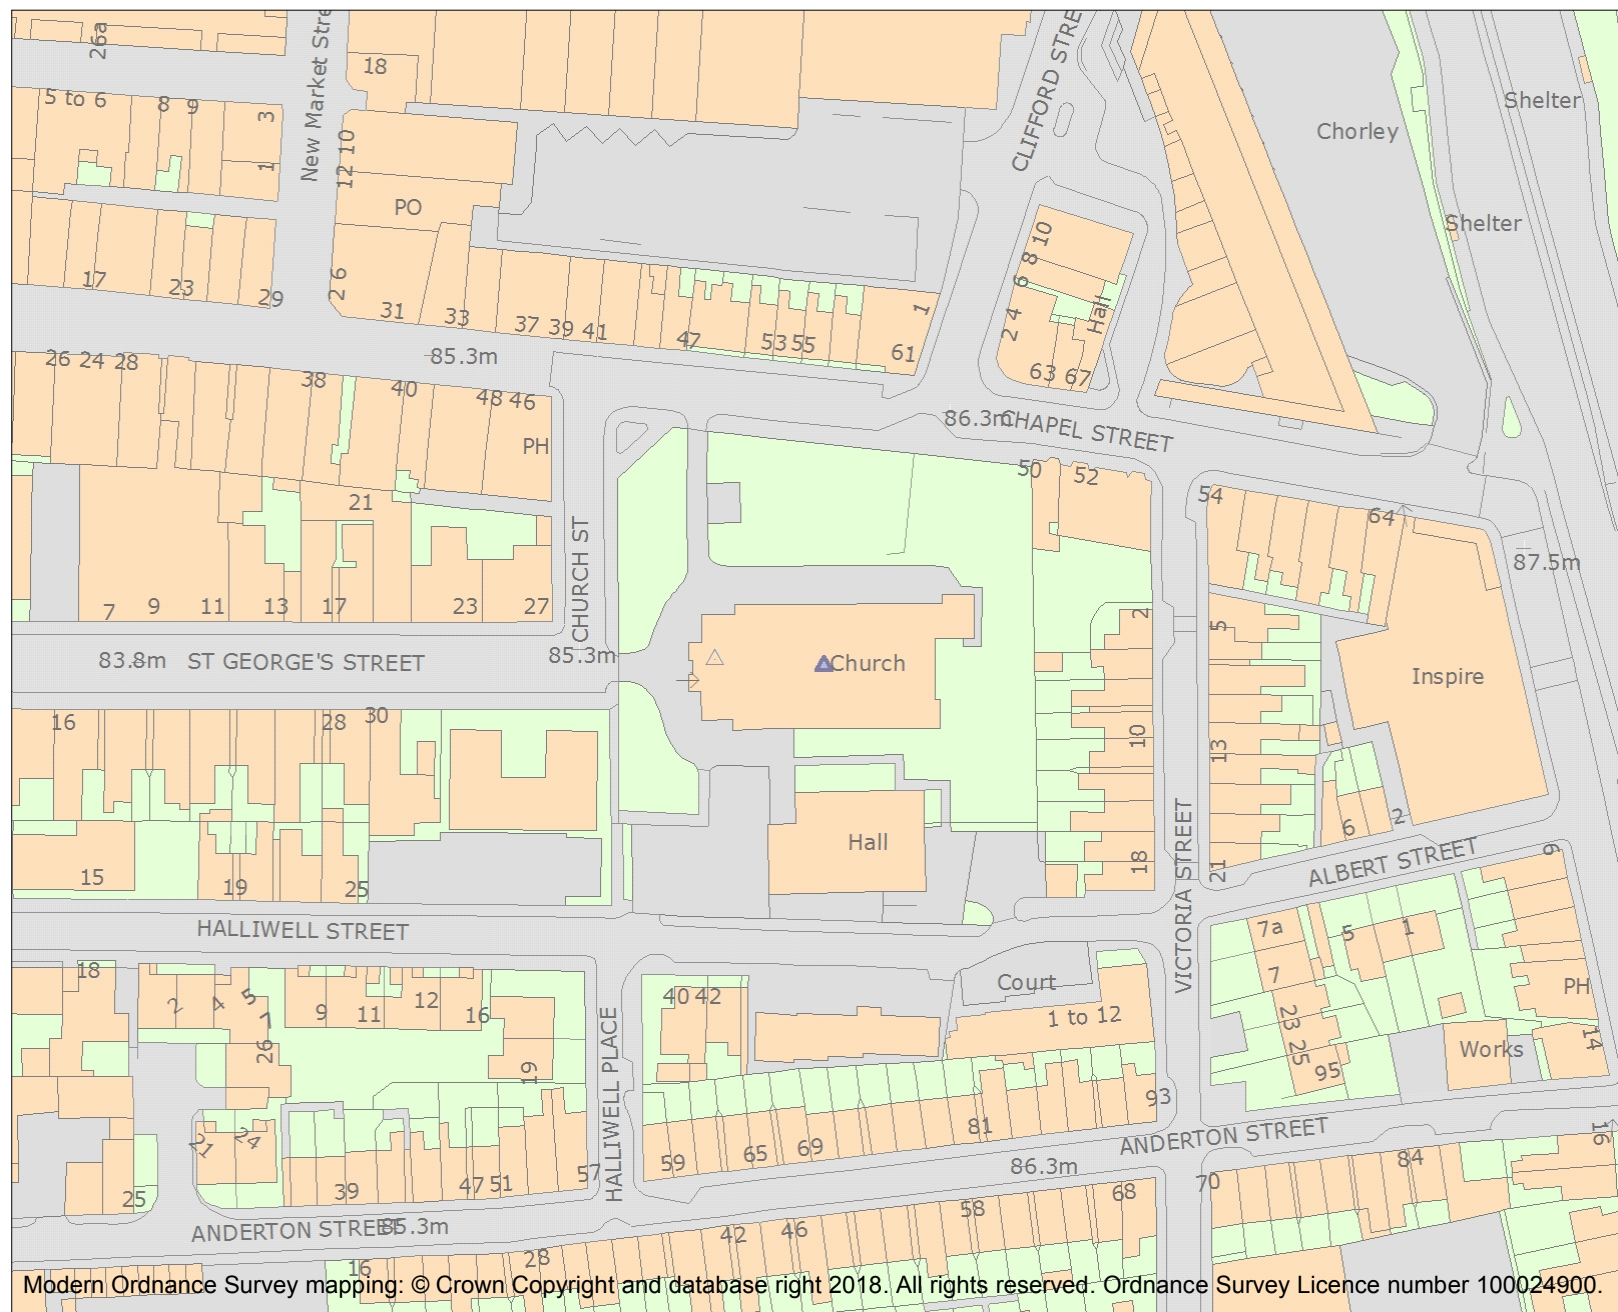 26a
New Market Stre
18
CLIFFORD STRE
Shelter
Chorley
5 to 6
8
9
3
1
12 10
PO
Shelter
17
23
29
2 6
31
33
37
39
41
47
53
55
61
1
2 4
6
8
10
Hall
63
67
26
24
28
85.3m
38
40
48
46
PH
86.3m
CHAPEL STREET
50
52
54
64
87.5m
21
7
9
11
13
17
23
27
CHURCH ST
83.8m
ST GEORGE'S STREET
85.3m
Church
2
5
Inspire
16
28
30
10
13
Hall
18
VICTORIA STREET
21
6
2
ALBERT STREET
6
15
19
25
HALLIWELL STREET
7a
5
1
18
2
4
5
7
9
11
12
16
26
19
HALLIWELL PLACE
40
42
Court
1 to 12
7
23
25
95
PH
Works
14
93
21
24
25
39
47
51
57
59
65
69
81
ANDERTON STREET
86.3m
16
84
70
68
58
ANDERTON STREET
85.3m
42
46
28
16
Modern Ordnance Survey mapping: © Crown Copyright and database right 2018. All rights reserved. Ordnance Survey Licence number 100024900.